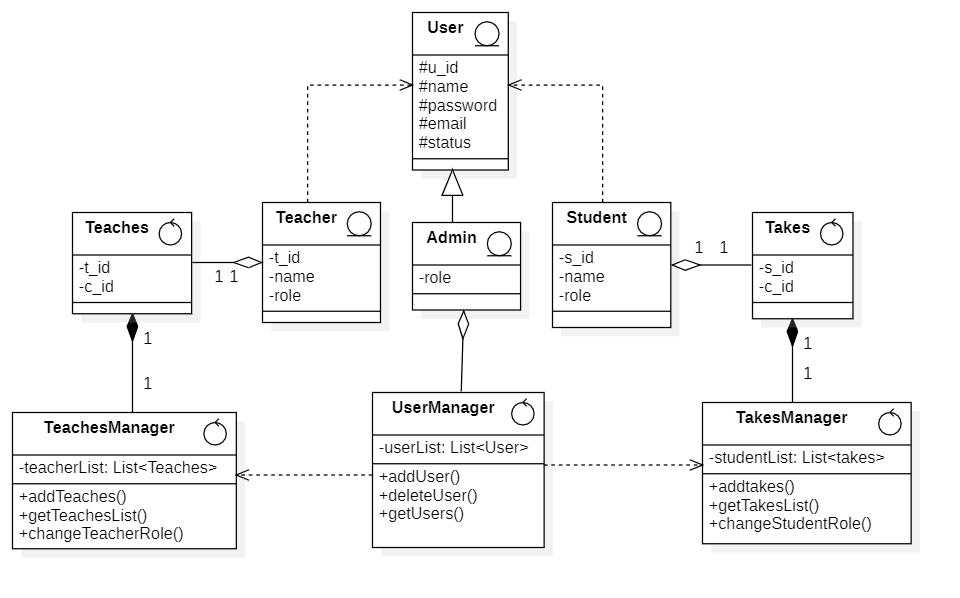 User
#u_id
#name
#password
#email
#status
Teaches
-t_id
-c_id
1 1
Teacher
-t_id
-name
-role
Admin
-role
Student
-s_id
-name
-role
1 1
Takes
-s_id
-c_id
1
1
1
1
TeachesManager
-teacherList: List<Teaches>
+addTeaches()
+getTeachesList()
+changeTeacherRole()
UserManager
-userList: List<User>
+addUser()
+deleteUser()
+getUsers()
TakesManager
-studentList: List<takes>
+addtakes()
+getTakesList()
+changeStudentRole()